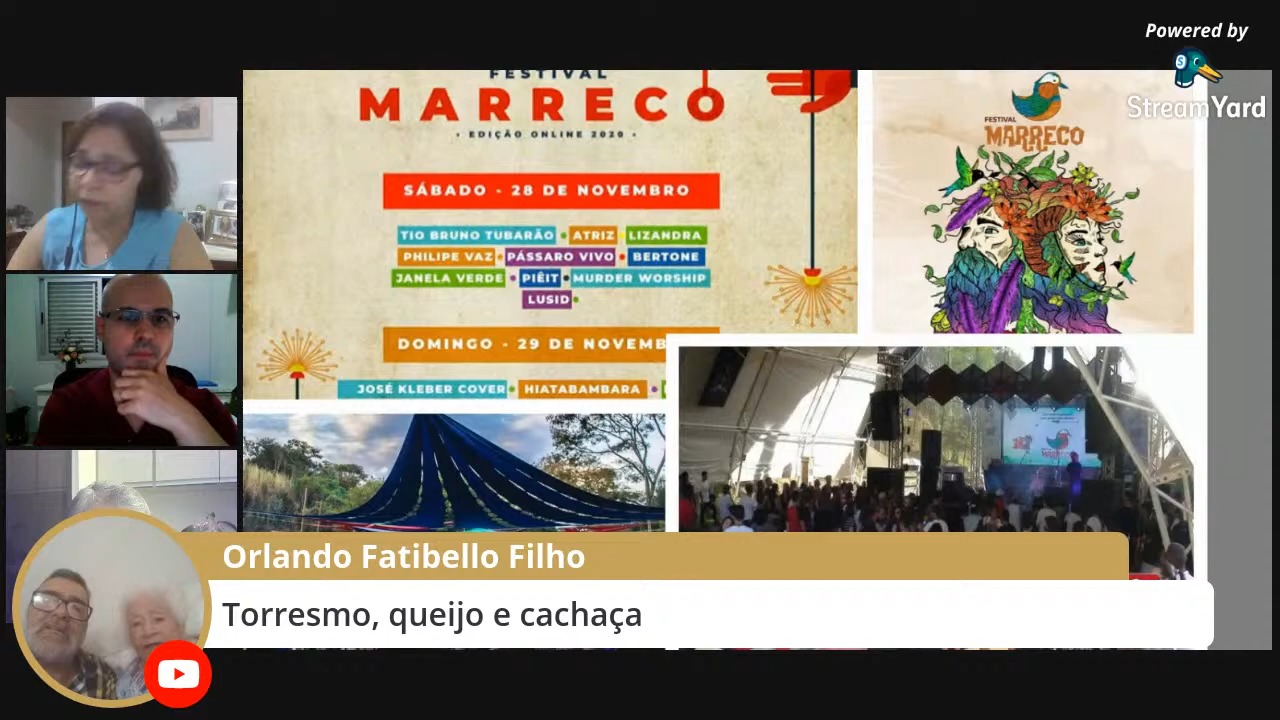 Powered by
StreamYard
FESTIVAL
MARRECO
• EDIÇÃO ONLINE 2020 •
SÁBADO - 28 DE NOVEMBRO
TIO BRUNO TUBARÃO • ATRIZ • LIZANDRA
PHILIPE VAZ • PÁSSARO VIVO • BERTONE
JANELA VERDE • PIÊIT • MURDER WORSHIP
LUSID •
DOMINGO - 29 DE NOVEMB
JOSÉ KLEBER COVER • HIATABAMBARA •
FESTIVAL
MARRECO
Orlando Fatibello Filho
Torresmo, queijo e cachaça